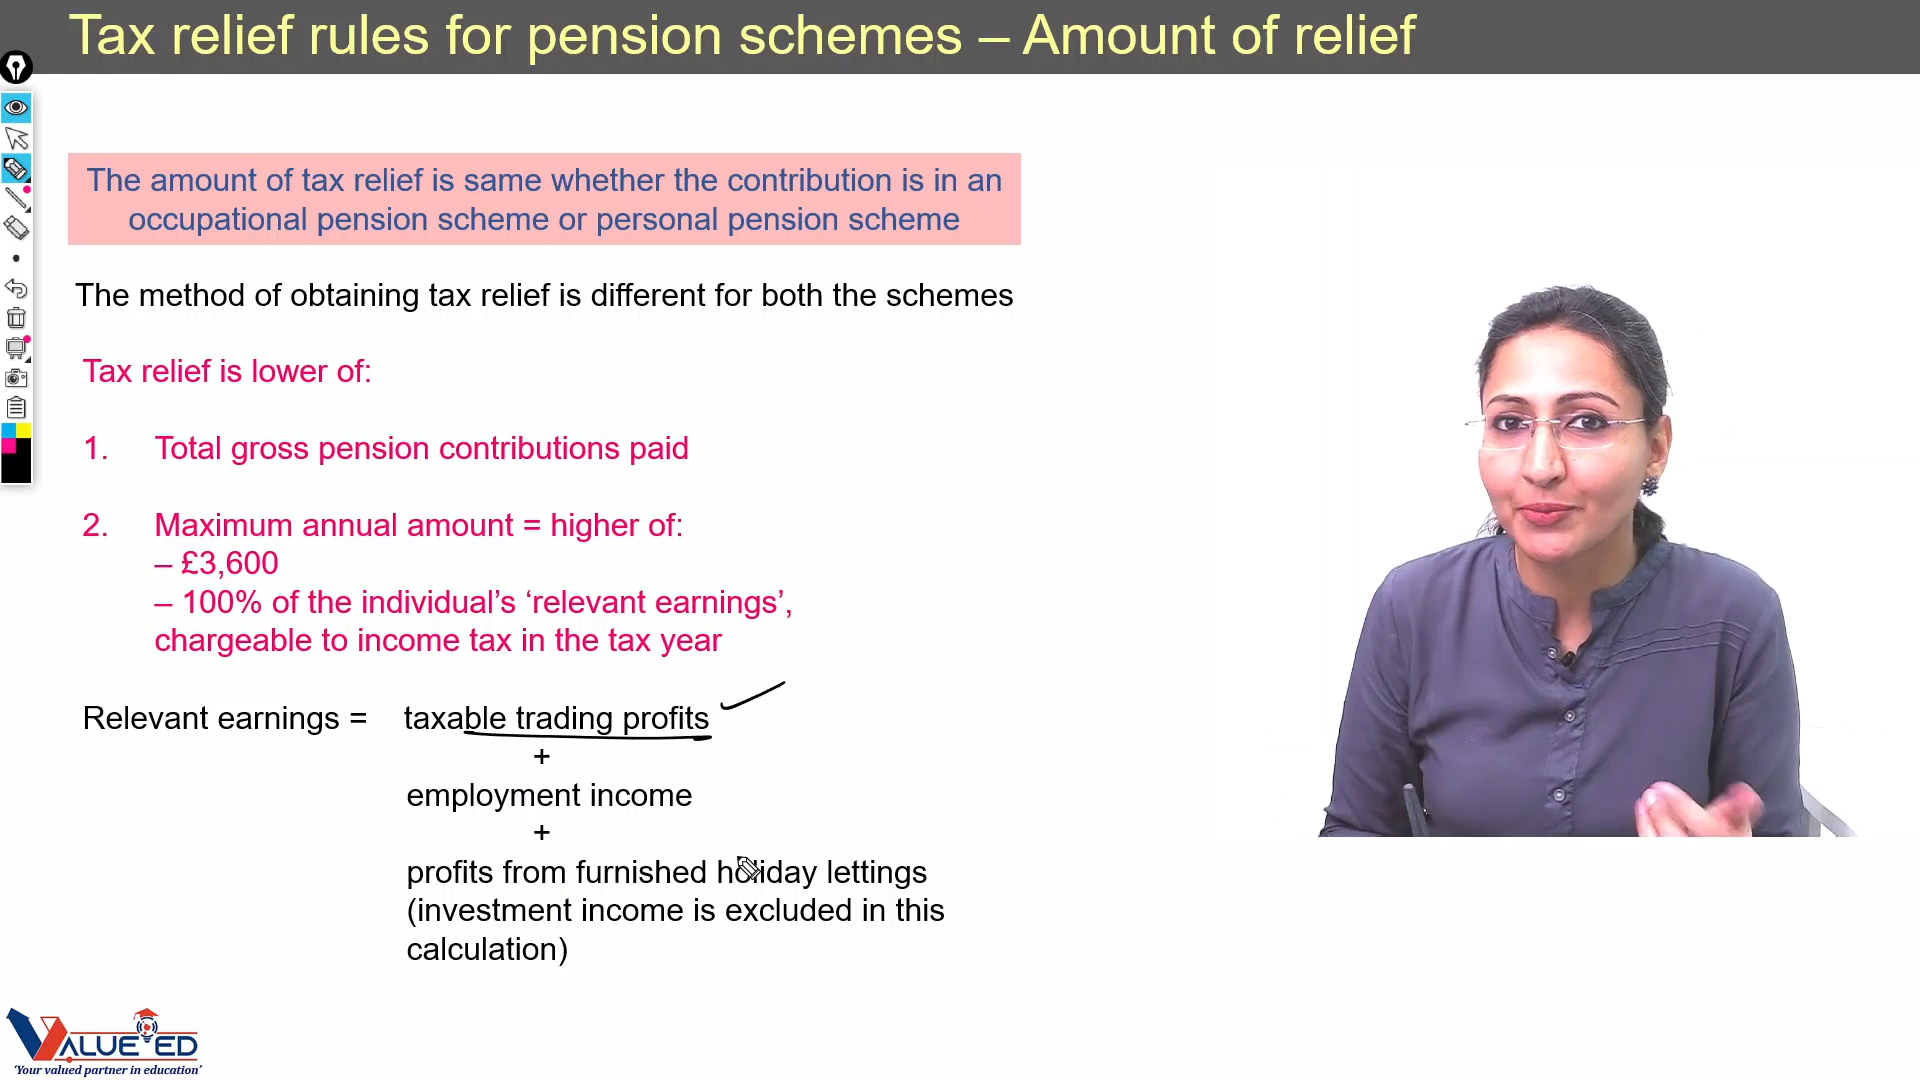 Tax relief rules for pension schemes – Amount of relief
The amount of tax relief is same whether the contribution is in an
occupational pension scheme or personal pension scheme
The method of obtaining tax relief is different for both the schemes
Tax relief is lower of:
1. Total gross pension contributions paid
2. Maximum annual amount = higher of:
– £3,600
– 100% of the individual’s ‘relevant earnings’,
chargeable to income tax in the tax year
Relevant earnings = taxable trading profits
+
employment income
+
profits from furnished holiday lettings
(investment income is excluded in this
calculation)
VALUE ED
‘Your valued partner in education’